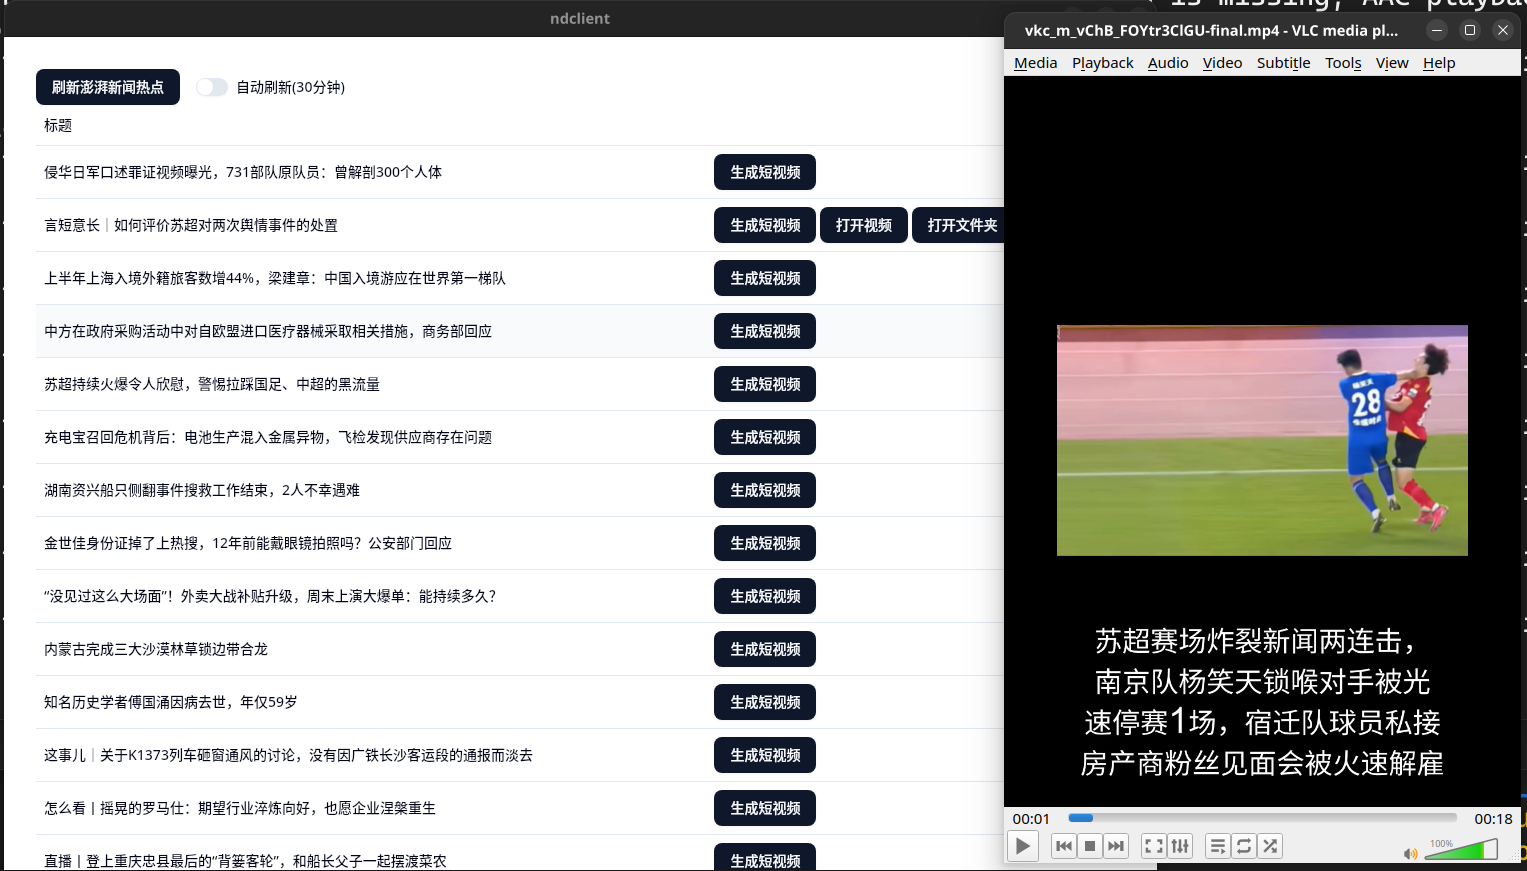 ndclient
刷新澎湃新闻热点
自动刷新(30分钟)
标题
侵华日军口述罪证视频曝光，731部队原队员：曾解剖300个人体
生成短视频
言短意长｜如何评价苏超对两次舆情事件的处置
生成短视频
打开视频
打开文件夹
上半年上海入境外籍旅客数增44%，梁建章：中国入境游应在世界第一梯队
生成短视频
中方在政府采购活动中对自欧盟进口医疗器械采取相关措施，商务部回应
生成短视频
苏超持续火爆令人欣慰，警惕拉踩国足、中超的黑流量
生成短视频
充电宝召回危机背后：电池生产混入金属异物，飞检发现供应商存在问题
生成短视频
湖南资兴船只侧翻事件搜救工作结束，2人不幸遇难
生成短视频
金世佳身份证掉了上热搜，12年前能戴眼镜拍照吗？公安部门回应
生成短视频
“没见过这么大场面”！外卖大战补贴升级，周末上演大爆单：能持续多久？
生成短视频
内蒙古完成三大沙漠林草锁边带合龙
生成短视频
知名历史学者傅国涌因病去世，年仅59岁
生成短视频
这事儿｜关于K1373列车砸窗通风的讨论，没有因广铁长沙客运段的通报而淡去
生成短视频
怎么看丨摇晃的罗马仕：期望行业淬炼向好，也愿企业涅槃重生
生成短视频
直播丨登上重庆忠县最后的“背篓客轮”，和船长父子一起摆渡菜农
生成短视频
vkc_m_vChB_FOYtr3ClGU-final.mp4 - VLC media pl...
Media Playback Audio Video Subtitle Tools View Help
28
苏超赛场炸裂新闻两连击，
南京队杨笑天锁喉对手被光
速停赛1场，宿迁队球员私接
房产商粉丝见面会被火速解雇
00:01
00:18
100%